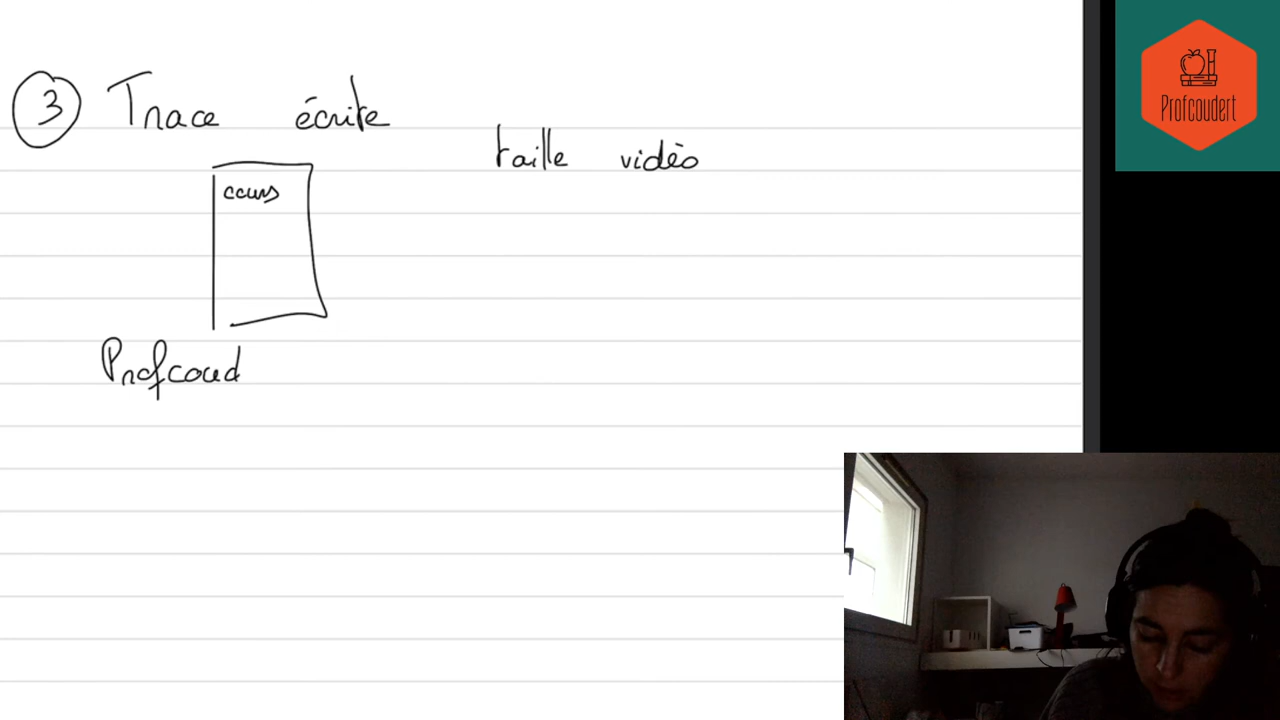 3 Trace écrite
taille vidéo
cours
Profcoud
Profcoudert